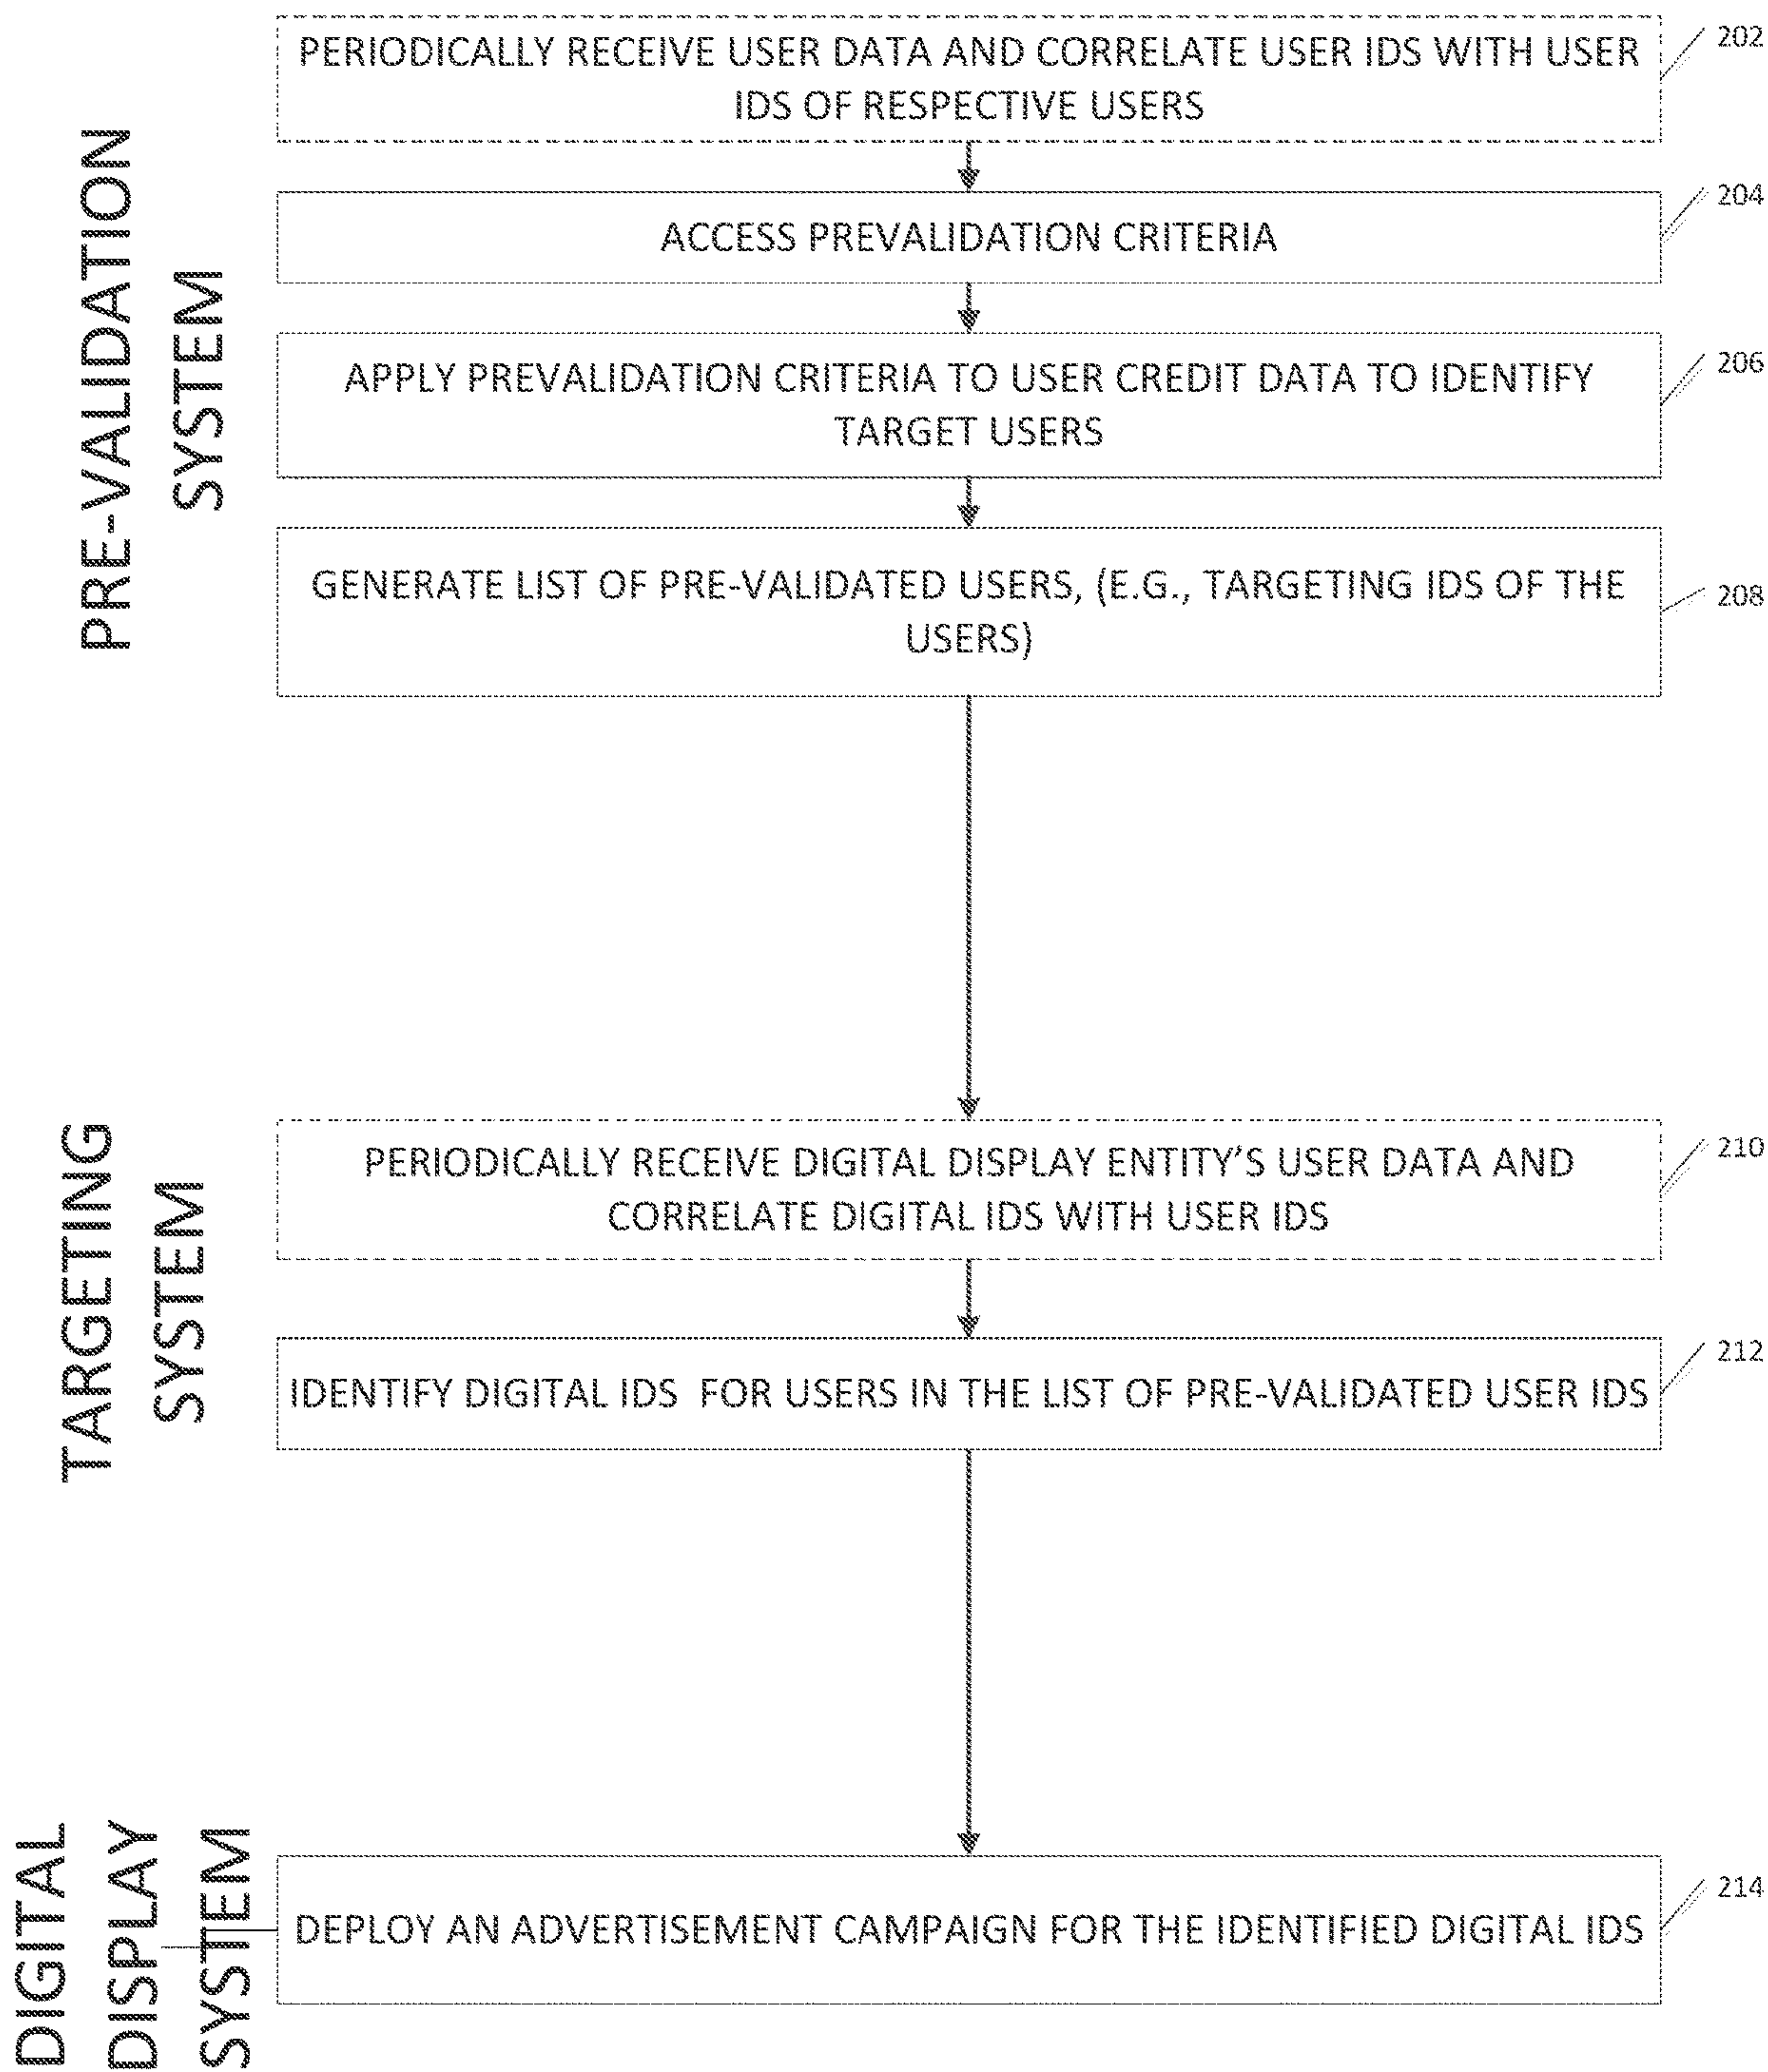 PRE-VALIDATION
SYSTEM
PERIODICALLY RECEIVE USER DATA AND CORRELATE USER IDS WITH USER
IDS OF RESPECTIVE USERS
202
ACCESS PREVALIDATION CRITERIA
204
APPLY PREVALIDATION CRITERIA TO USER CREDIT DATA TO IDENTIFY
TARGET USERS
206
GENERATE LIST OF PRE-VALIDATED USERS, (E.G., TARGETING IDS OF THE
USERS)
208
TARGETING
SYSTEM
PERIODICALLY RECEIVE DIGITAL DISPLAY ENTITY'S USER DATA AND
CORRELATE DIGITAL IDS WITH USER IDS
210
IDENTIFY DIGITAL IDS FOR USERS IN THE LIST OF PRE-VALIDATED USER IDS
212
DIGITAL
DISPLAY
SYSTEM
DEPLOY AN ADVERTISEMENT CAMPAIGN FOR THE IDENTIFIED DIGITAL IDS
214